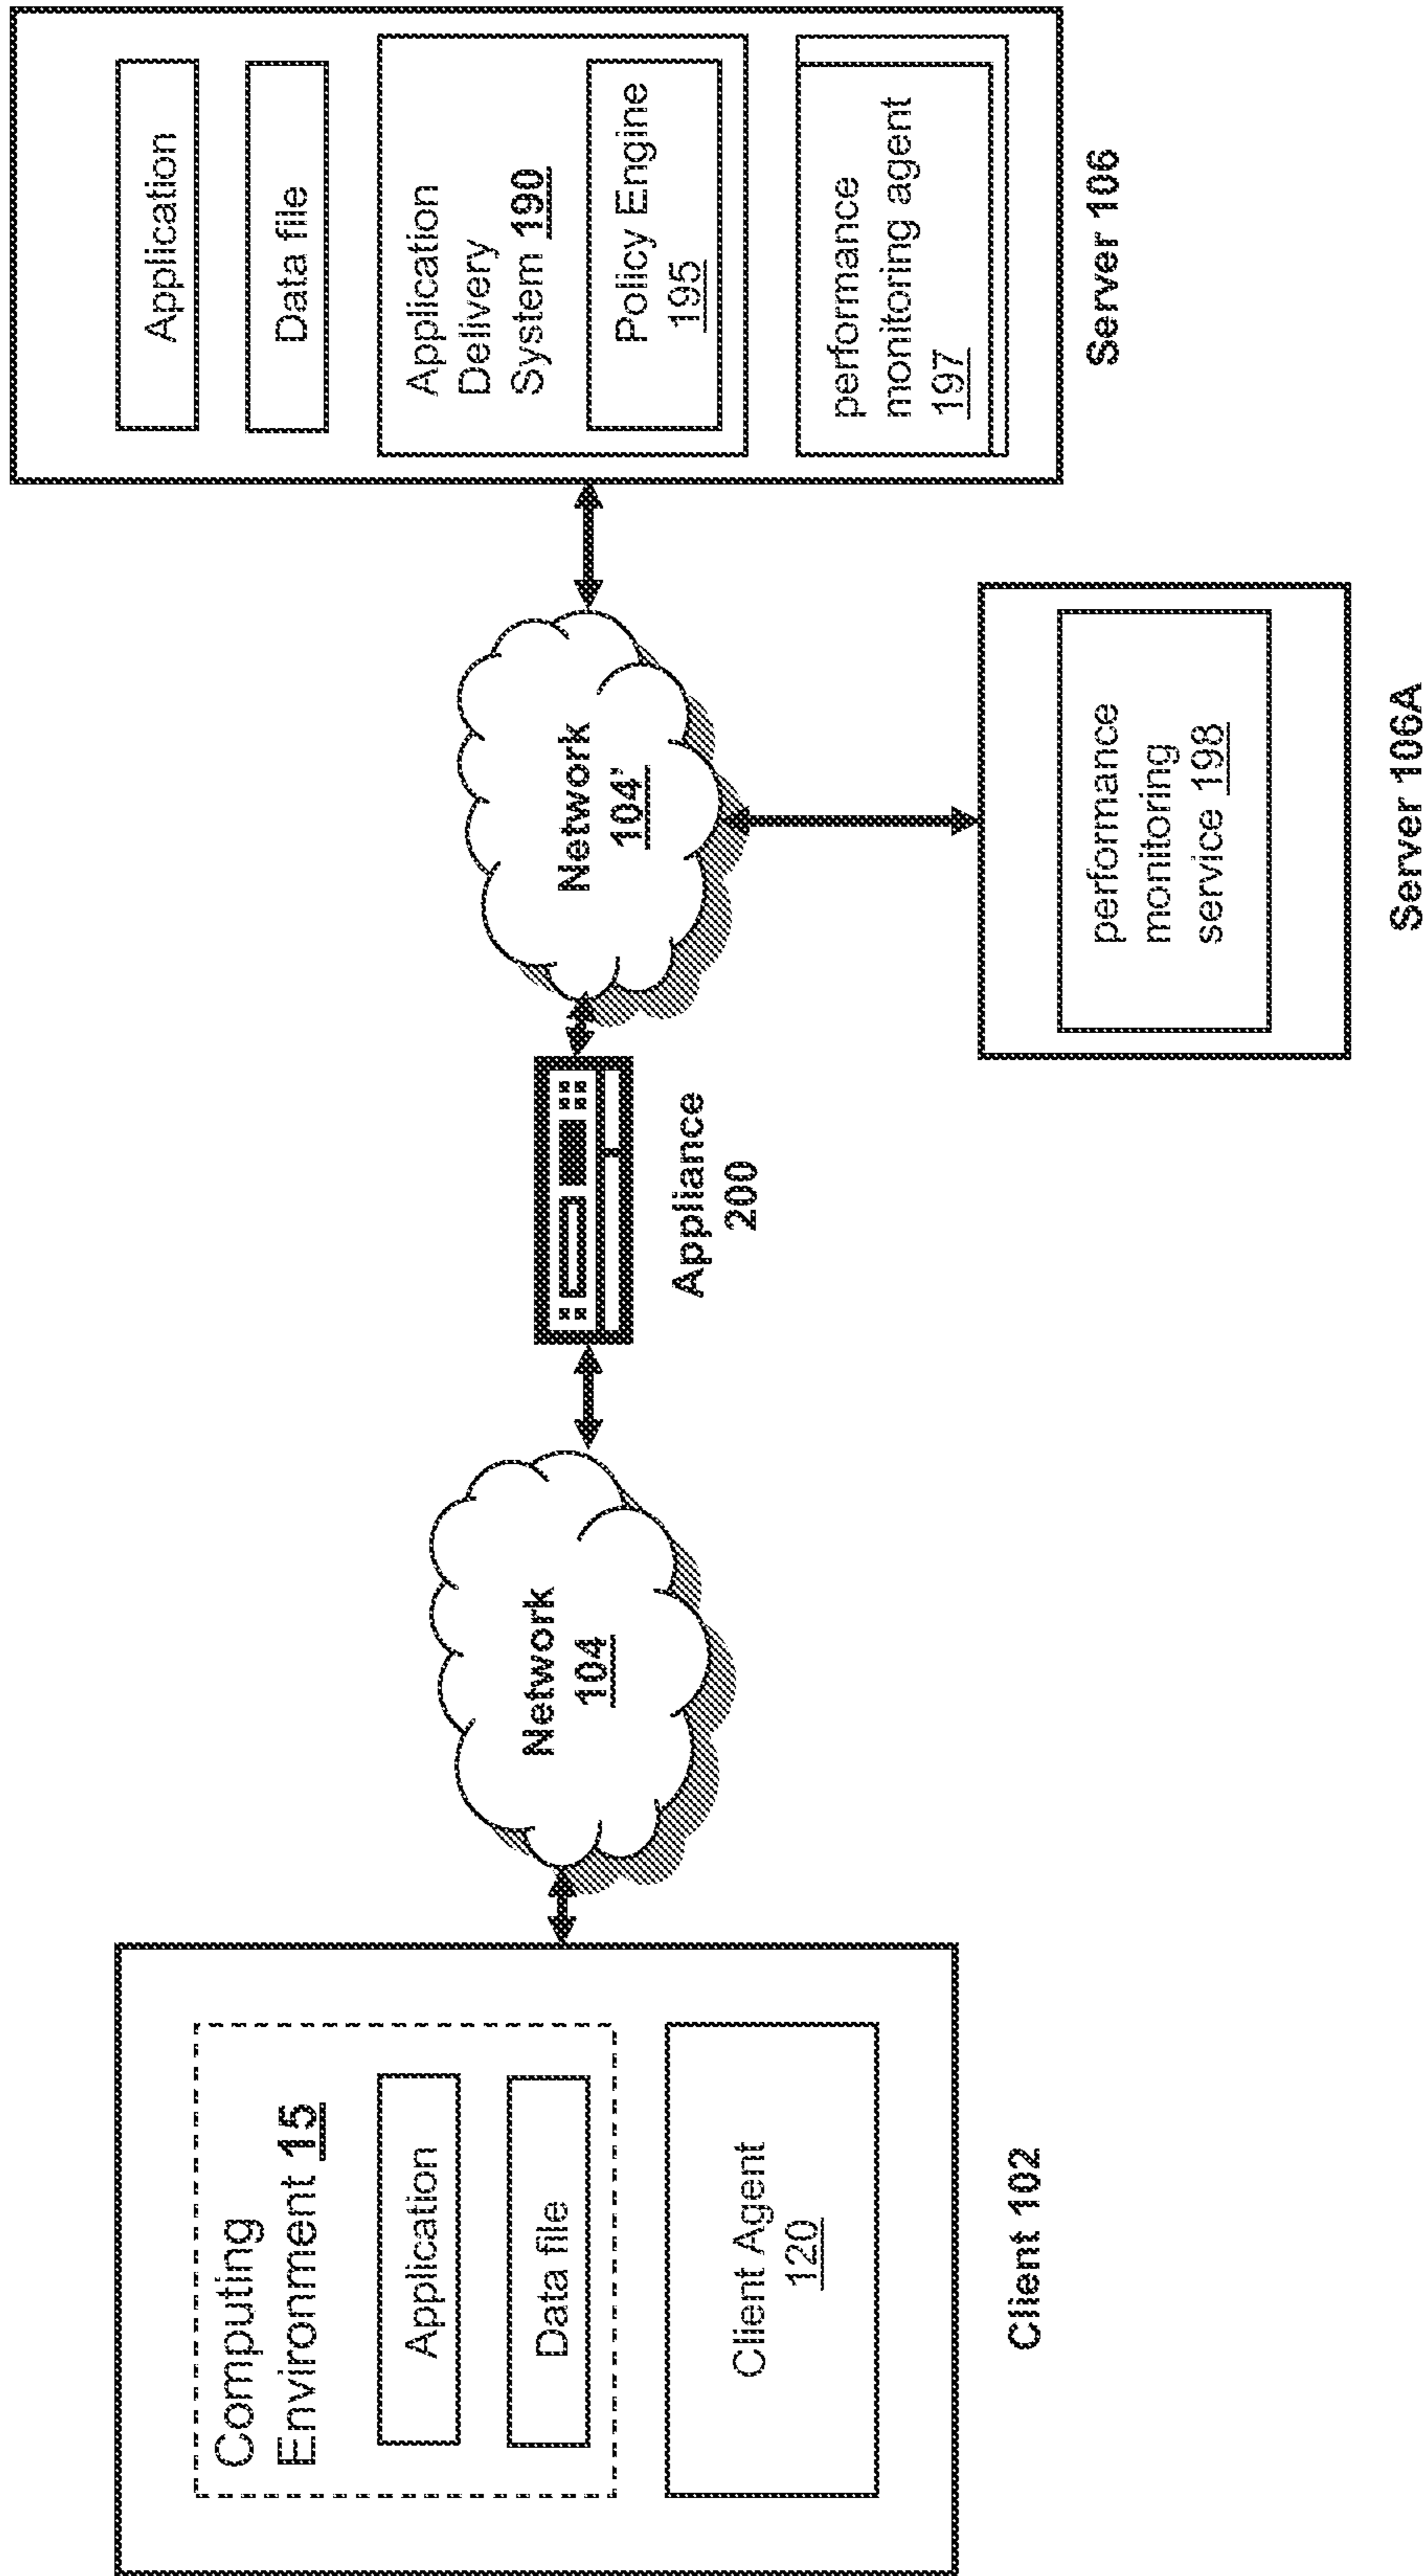 Computing
Environment 15
Application
Data file
Client Agent
120
Client 102
Network
104
Appliance
200
Network
104'
performance
monitoring
service 198
Server 106A
Application
Data file
Application
Delivery
System 190
Policy Engine
195
performance
monitoring agent
197
Server 106